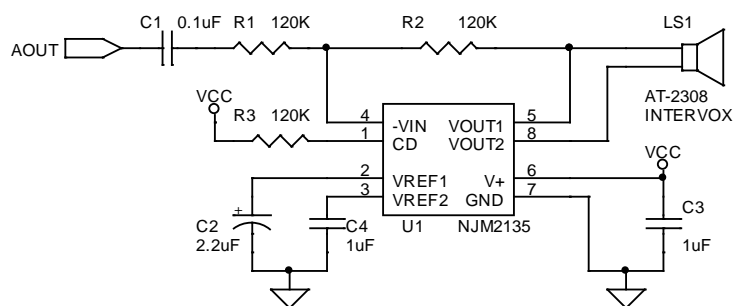 C1 0.1uF R1 120K R2 120K LS1
AOUT
VCC R3 120K AT-2308
INTERVOX
4 -VIN VOUT1 5
1 CD VOUT2 8
VCC
2 VREF1 V+ 6
3 VREF2 GND 7
C2 C4 U1 NJM2135 C3
2.2uF 1uF 1uF
+